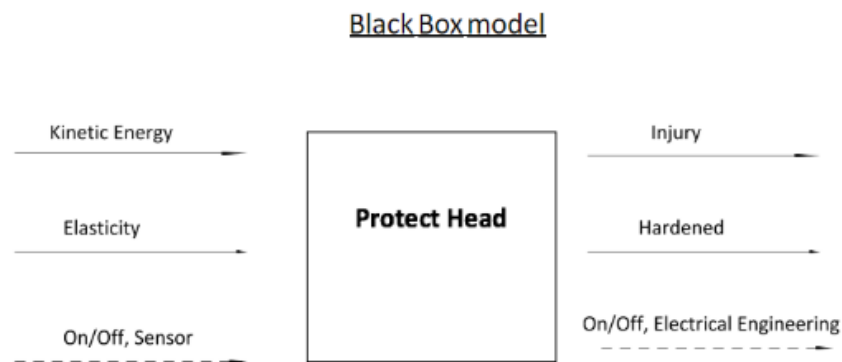 Black Box model
Kinetic Energy
Injury
Elasticity
Protect Head
Hardened
On/Off, Sensor
On/Off, Electrical Engineering